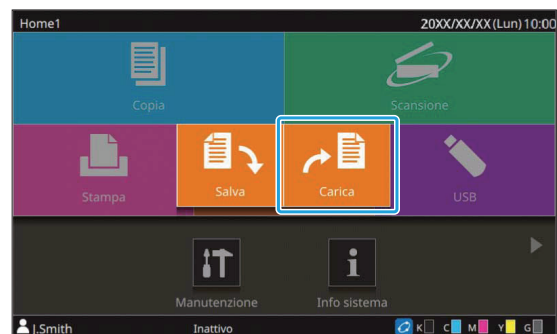 Home1 20XX/XX/XX(Lun)10:00
Copia Scansione
Stampa Salva Carica USB
Manutenzione Info sistema
J.Smith Inattivo K C M Y G